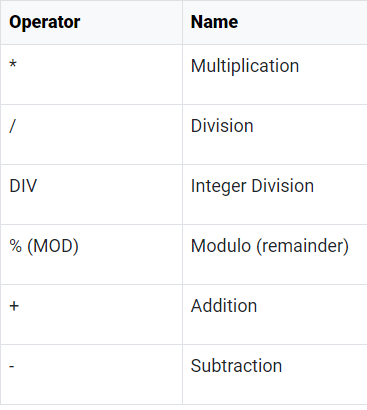 Operator Name
* Multiplication
/ Division
DIV Integer Division
% (MOD) Modulo (remainder)
+ Addition
- Subtraction